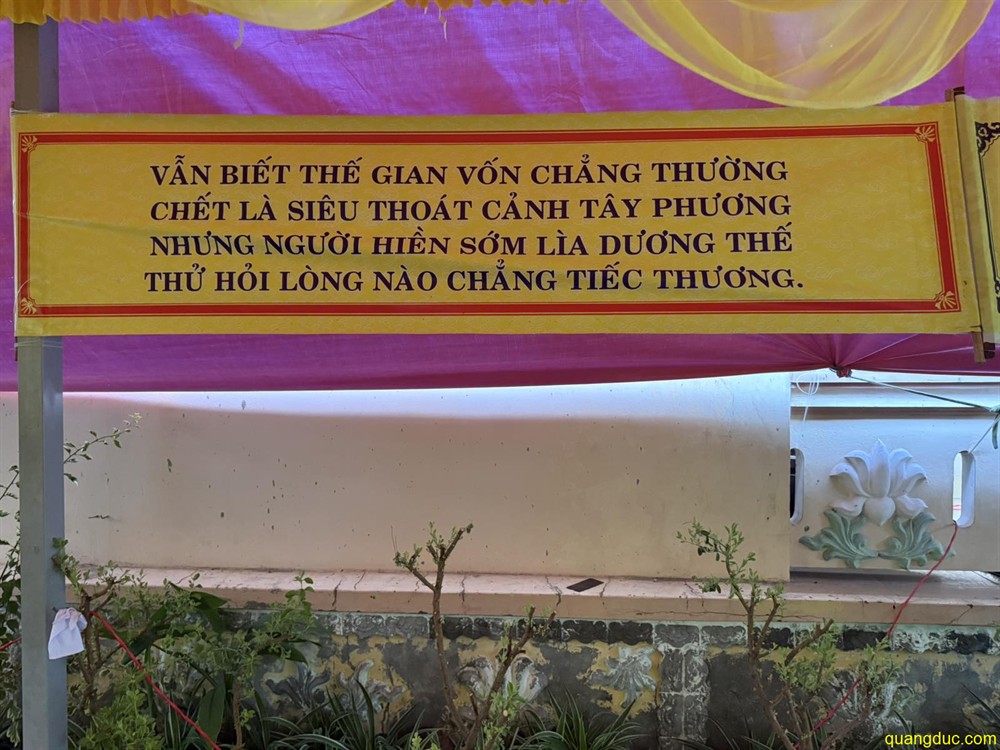 VẪN BIẾT THẾ GIAN VỐN CHẲNG THƯỜNG
CHẾT LÀ SIÊU THOÁT CẢNH TÂY PHƯƠNG
NHƯNG NGƯỜI HIỀN SỚM LÌA DƯƠNG THẾ
THỬ HỎI LÒNG NÀO CHẲNG TIẾC THƯƠNG.
quangduc.com